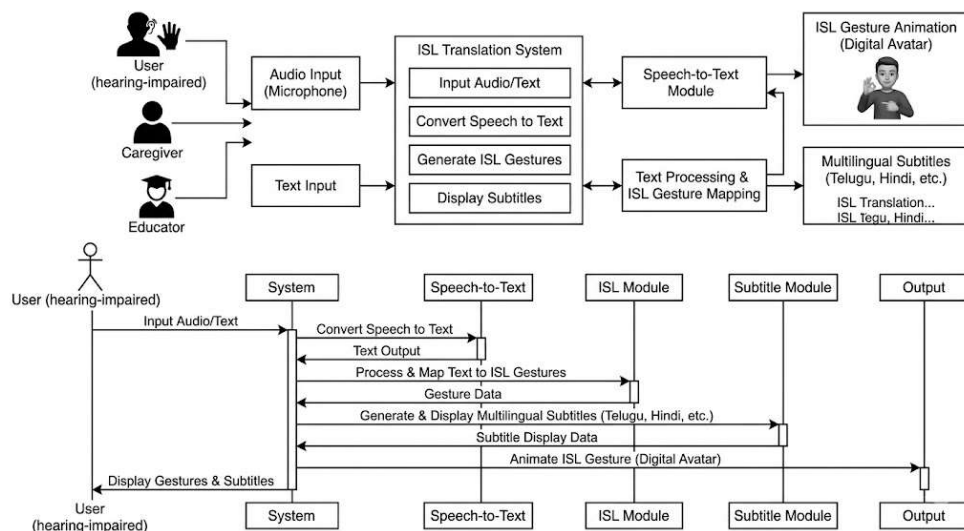 User
(hearing-impaired)
Caregiver
Educator
Audio Input
(Microphone)
Text Input
ISL Translation System
Input Audio/Text
Convert Speech to Text
Generate ISL Gestures
Display Subtitles
Speech-to-Text
Module
Text Processing &
ISL Gesture Mapping
ISL Gesture Animation
(Digital Avatar)
Multilingual Subtitles
(Telugu, Hindi, etc.)
ISL Translation...
ISL Tegu, Hindi...
User (hearing-impaired)
System
Speech-to-Text
ISL Module
Subtitle Module
Output
Input Audio/Text
Convert Speech to Text
Text Output
Process & Map Text to ISL Gestures
Gesture Data
Generate & Display Multilingual Subtitles (Telugu, Hindi, etc.)
Subtitle Display Data
Animate ISL Gesture (Digital Avatar)
Display Gestures & Subtitles
User
(hearing-impaired)
System
Speech-to-Text
ISL Module
Subtitle Module
Output